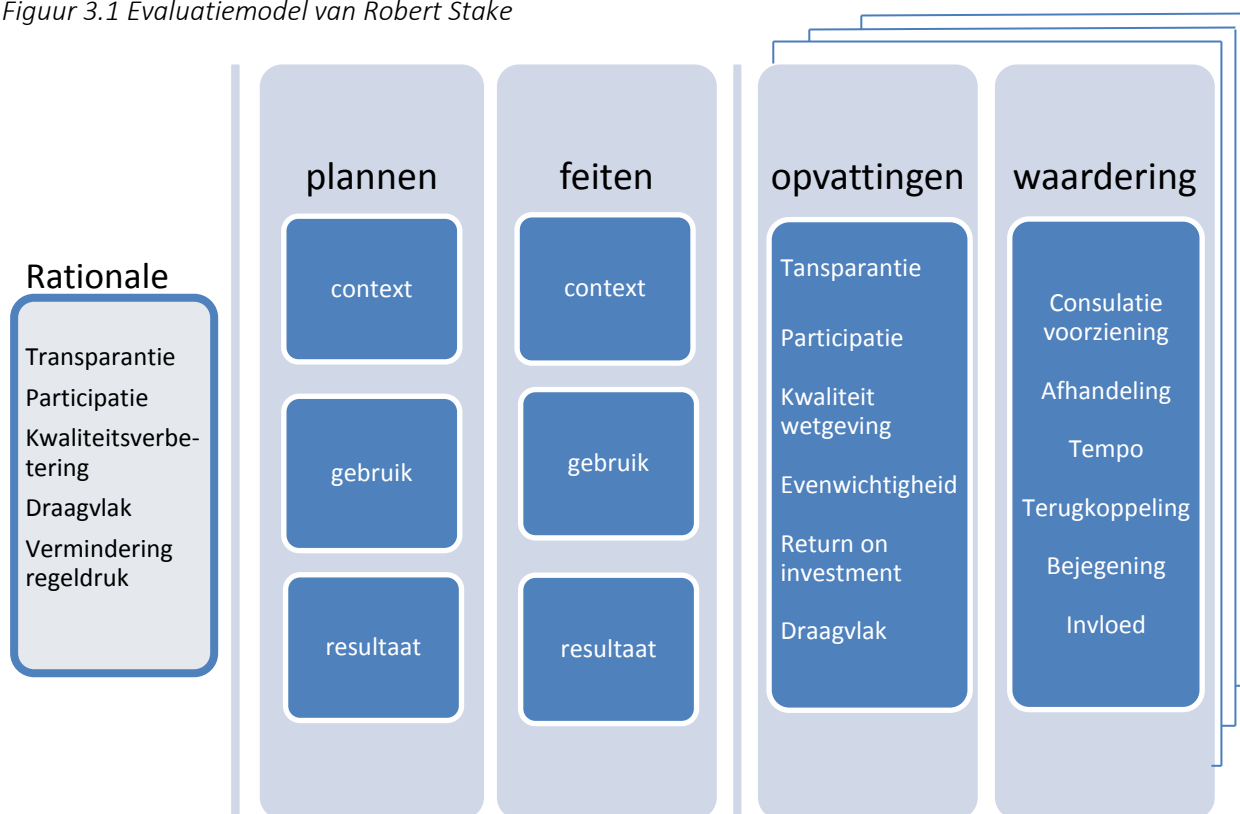 Figuur 3.1 Evaluatiemodel van Robert Stake
Rationale
Transparantie
Participatie
Kwaliteitsverbe-
tering
Draagvlak
Vermindering
regeldruk
plannen
context
gebruik
resultaat
feiten
context
gebruik
resultaat
opvattingen
Tansparantie
Participatie
Kwaliteit
wetgeving
Evenwichtigheid
Return on
investment
Draagvlak
waardering
Consulatie
voorziening
Afhandeling
Tempo
Terugkoppeling
Bejegening
Invloed